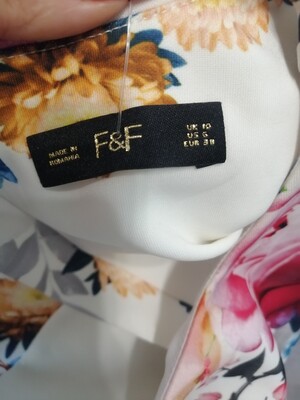 MADE IN
ROMANIA
F&F
UK 10
US 6
EUR 38